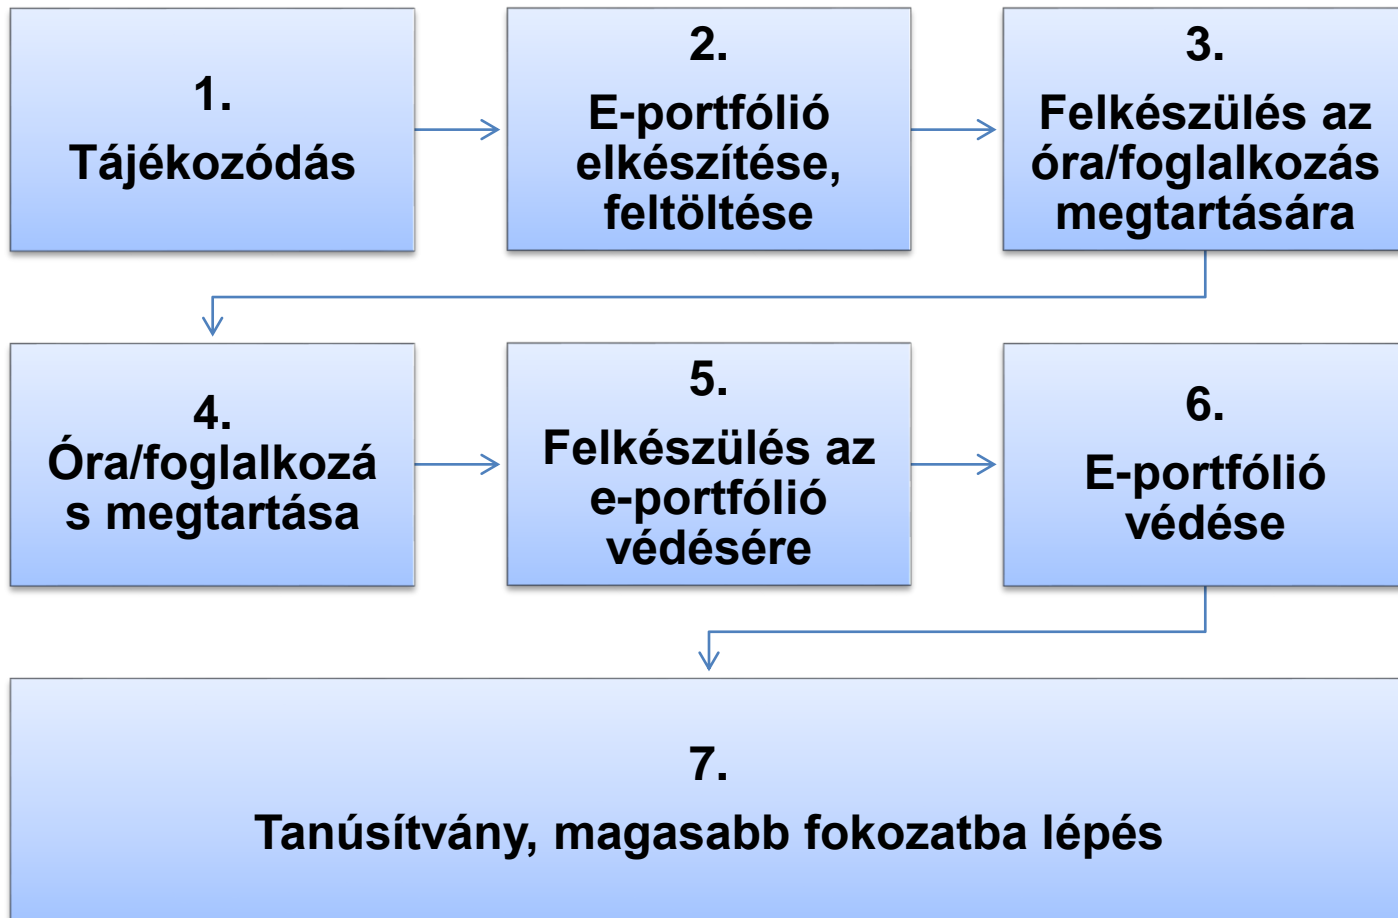 1.
Tájékozódás
2.
E-portfólió
elkészítése,
feltöltése
3.
Felkészülés az
óra/foglalkozás
megtartására
4.
Óra/foglalkozá
s megtartása
5.
Felkészülés az
e-portfólió
védésére
6.
E-portfólió
védése
7.
Tanúsítvány, magasabb fokozatba lépés